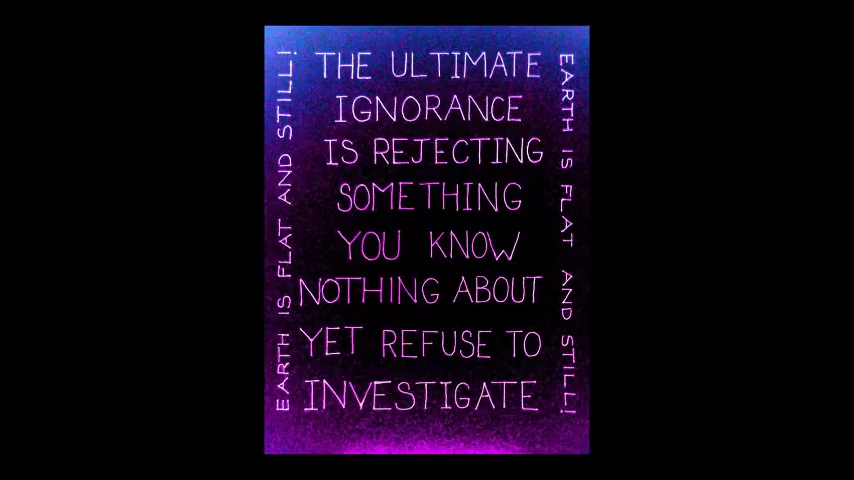 EARTH IS FLAT AND STILL!
THE ULTIMATE
IGNORANCE
IS REJECTING
SOMETHING
YOU KNOW
NOTHING ABOUT
YET REFUSE TO
INVESTIGATE
EARTH IS FLAT AND STILL!